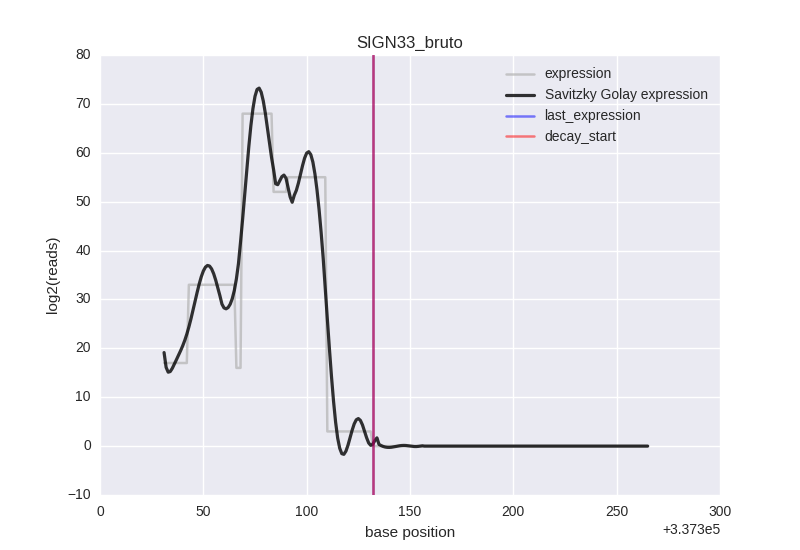 SIGN33_bruto
80
70
60
50
40
30
20
10
0
−10
log2(reads)
expression
Savitzky Golay expression
last_expression
decay_start
0 50 100 150 200 250 300
base position
+3.373e5